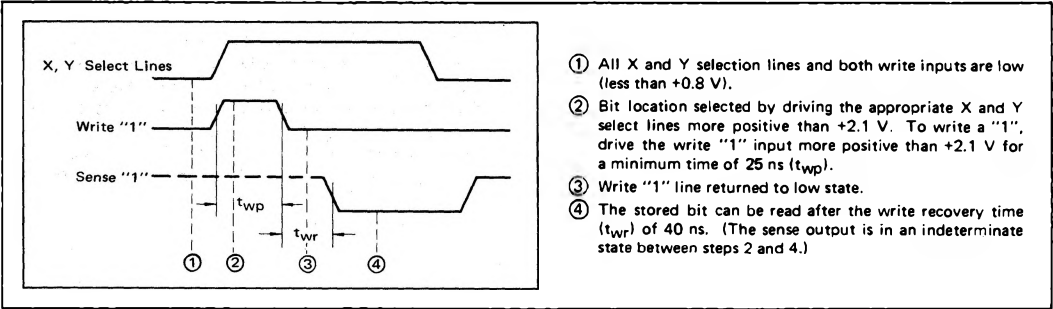 X, Y Select Lines
Write "1"
Sense "1"
twp
twr
① ② ③ ④
① All X and Y selection lines and both write inputs are low
(less than +0.8 V).
② Bit location selected by driving the appropriate X and Y
select lines more positive than +2.1 V. To write a "1",
drive the write "1" input more positive than +2.1 V for
a minimum time of 25 ns (twp).
③ Write "1" line returned to low state.
④ The stored bit can be read after the write recovery time
(twr) of 40 ns. (The sense output is in an indeterminate
state between steps 2 and 4.)